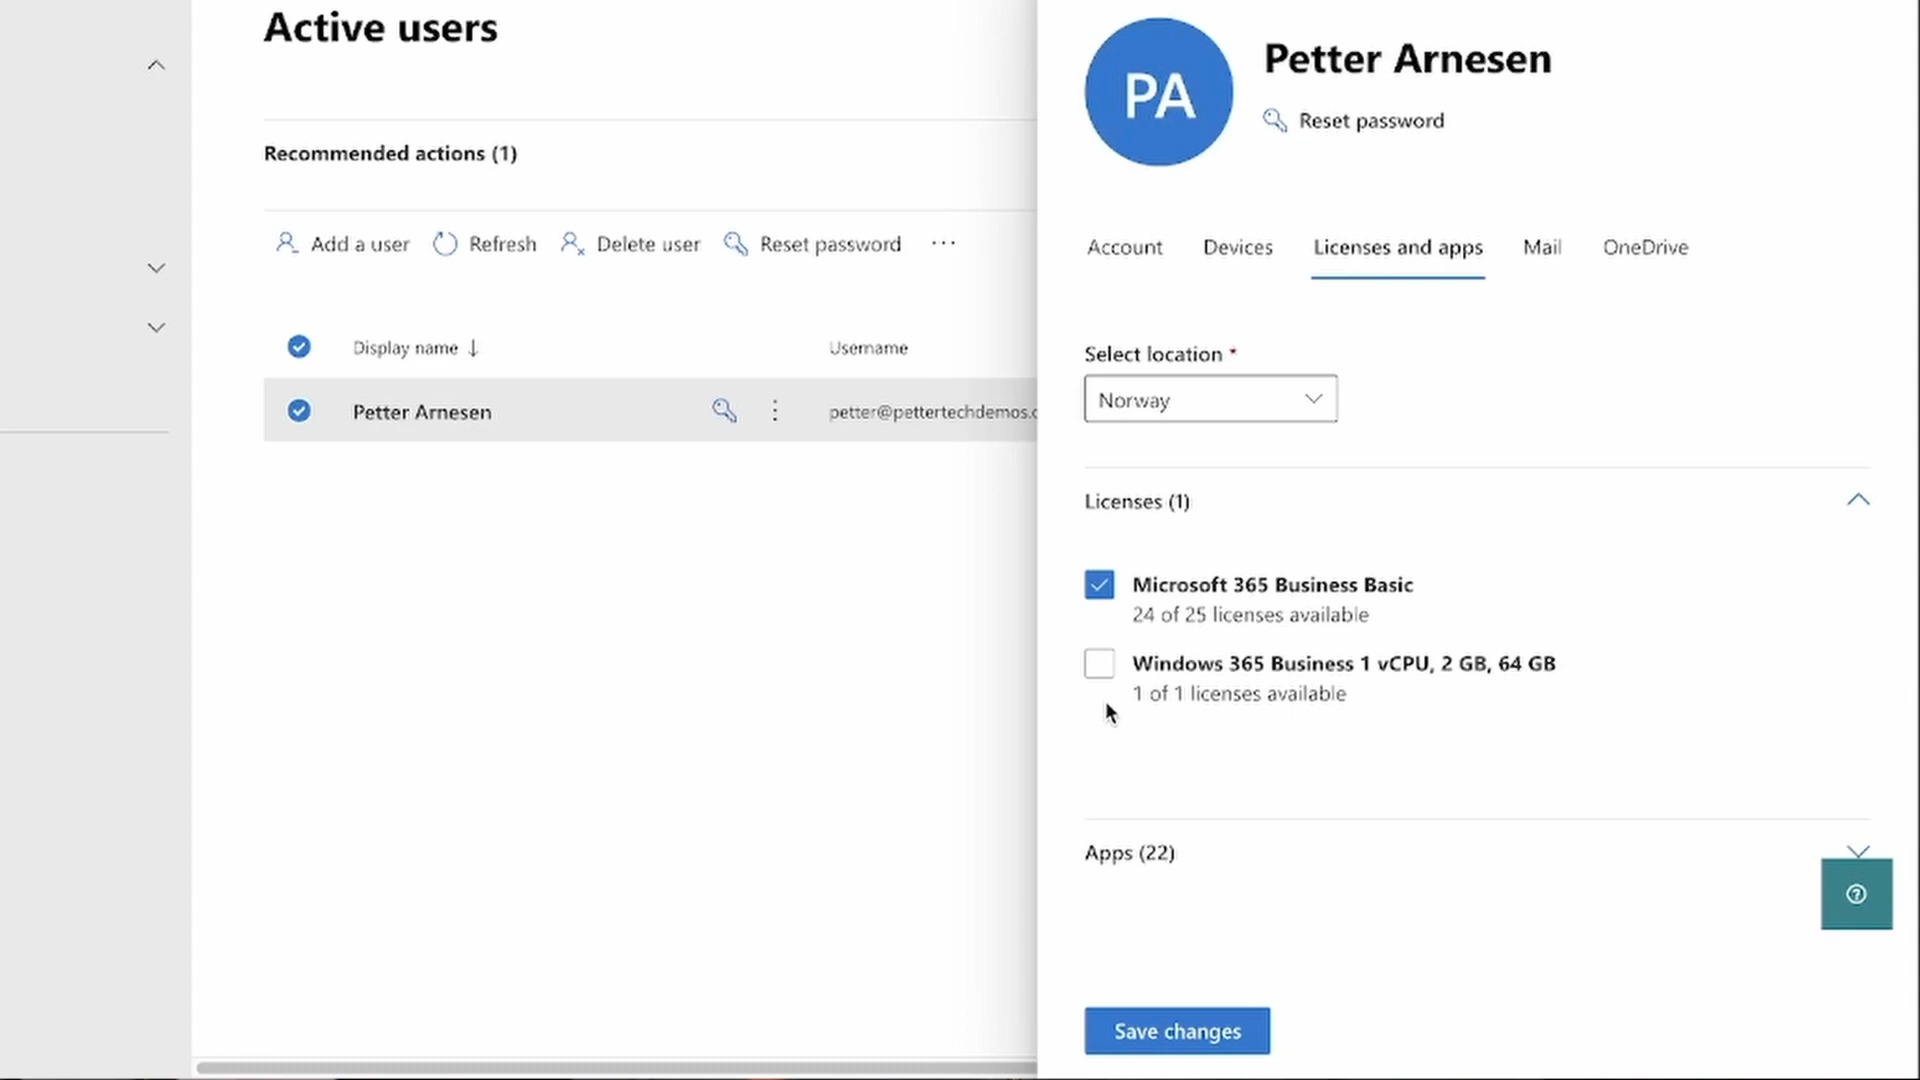 Active users
Recommended actions (1)
Add a user Refresh Delete user Reset password ...
Display name ↓ Username
Petter Arnesen petter@pettertechdemos.c
PA
Petter Arnesen
Reset password
Account Devices Licenses and apps Mail OneDrive
Select location *
Norway
Licenses (1)
Microsoft 365 Business Basic
24 of 25 licenses available
Windows 365 Business 1 vCPU, 2 GB, 64 GB
1 of 1 licenses available
Apps (22)
Save changes